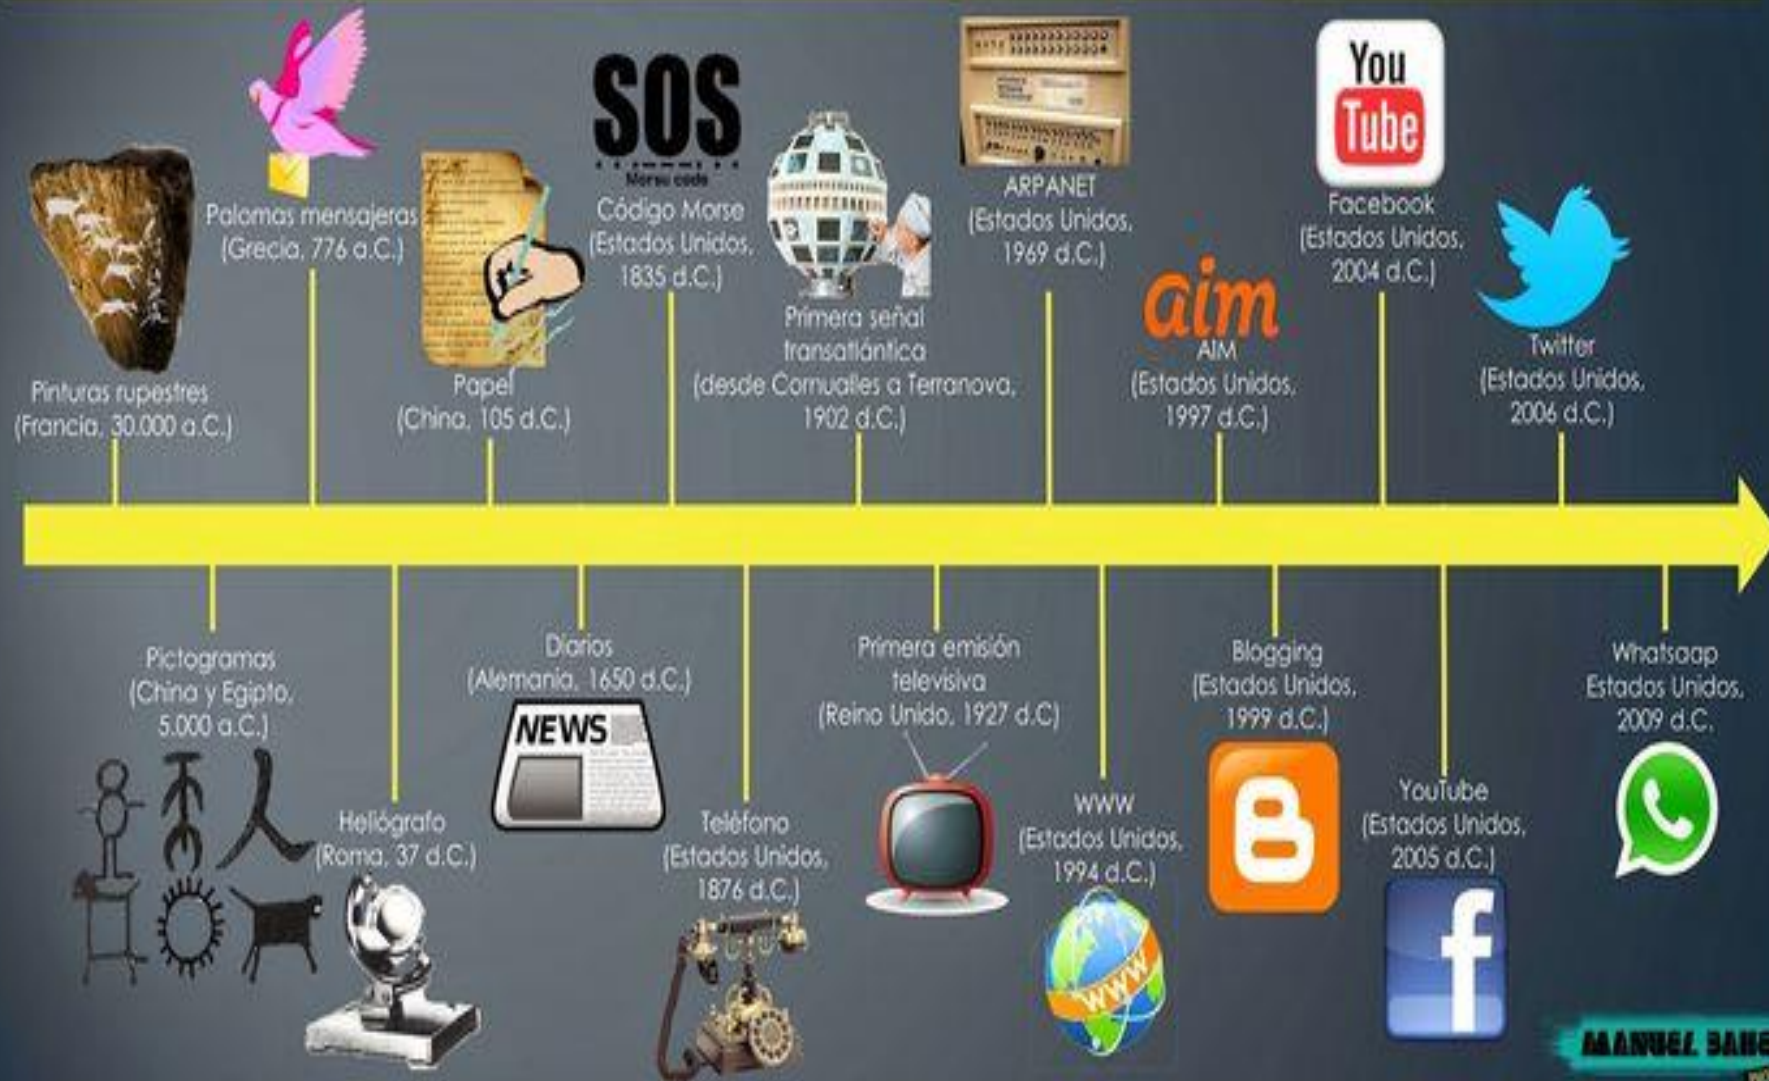 Pinturas rupestres
(Francia, 30.000 a.C.)
Palomas mensajeras
(Grecia, 776 a.C.)
Papel
(China, 105 d.C.)
SOS
Morse code
Código Morse
(Estados Unidos,
1835 d.C.)
Primera señal
transatlántica
(desde Cornualles a Terranova,
1902 d.C.)
ARPANET
(Estados Unidos,
1969 d.C.)
aim
AIM
(Estados Unidos,
1997 d.C.)
You
Tube
Facebook
(Estados Unidos,
2004 d.C.)
Twitter
(Estados Unidos,
2006 d.C.)
Pictogramas
(China y Egipto,
5.000 a.C.)
Heliógrafo
(Roma, 37 d.C.)
Diarios
(Alemania, 1650 d.C.)
NEWS
Teléfono
(Estados Unidos,
1876 d.C.)
Primera emisión
televisiva
(Reino Unido, 1927 d.C)
WWW
(Estados Unidos,
1994 d.C.)
WWW
Blogging
(Estados Unidos,
1999 d.C.)
B
YouTube
(Estados Unidos,
2005 d.C.)
f
Whatsaap
Estados Unidos,
2009 d.C.
MANUEL